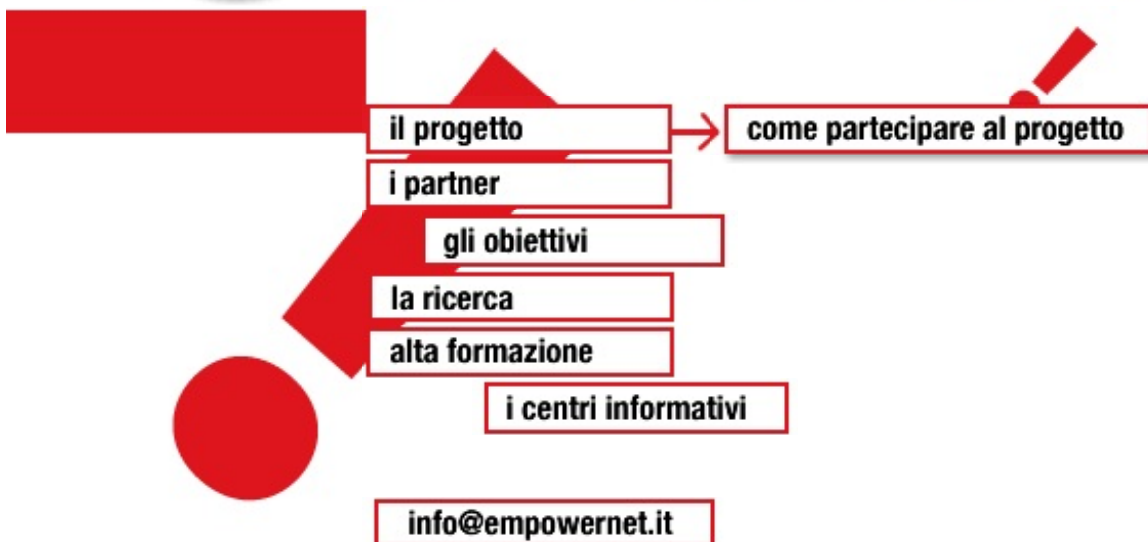 il progetto
come partecipare al progetto
i partner
gli obiettivi
la ricerca
alta formazione
i centri informativi
info@empowernet.it